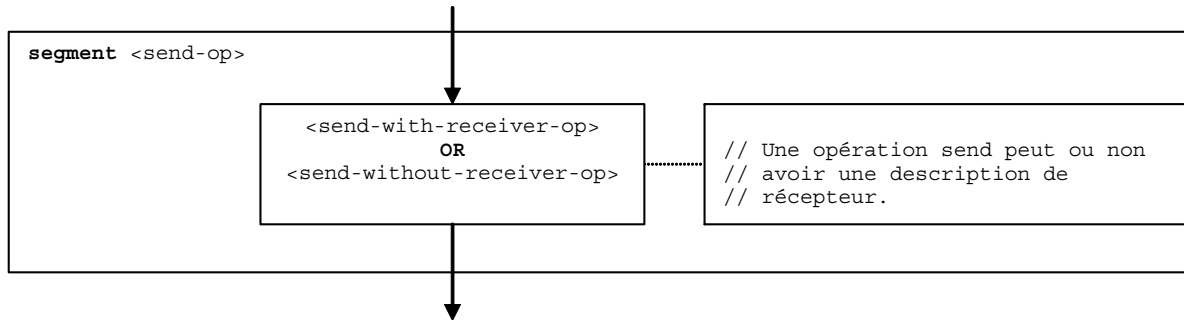 segment <send-op>
<send-with-receiver-op>
OR
<send-without-receiver-op>
// Une opération send peut ou non
// avoir une description de
// récepteur.